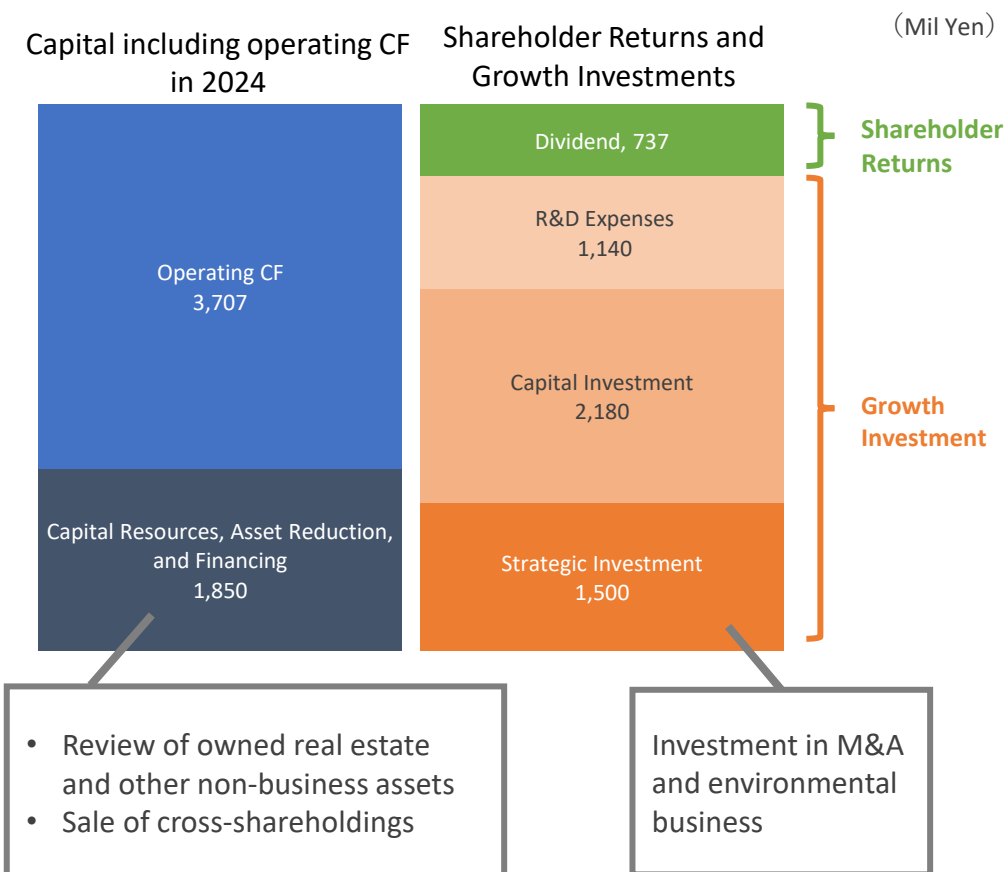 （Mil Yen）
Capital including operating CF
in 2024
Shareholder Returns and
Growth Investments
Operating CF
3,707
Capital Resources, Asset Reduction,
and Financing
1,850
Dividend, 737
R&D Expenses
1,140
Capital Investment
2,180
Strategic Investment
1,500
Shareholder
Returns
Growth
Investment
• Review of owned real estate
and other non-business assets
• Sale of cross-shareholdings
Investment in M&A
and environmental
business